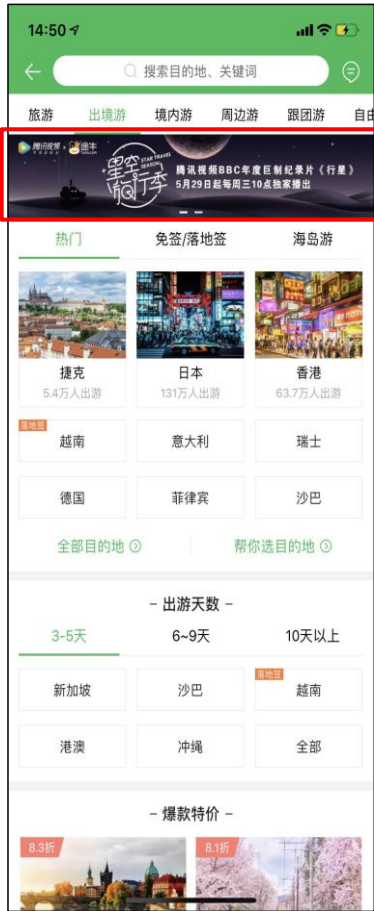 14:50
搜索目的地、关键词
旅游 出境游 境内游 周边游 跟团游 自由
腾讯视频 × 途牛
星空旅行季 STAR TRAVEL SEASON
腾讯视频BBC年度巨制纪录片《行星》
5月29日起每周三10点独家播出
热门 免签/落地签 海岛游
捷克 日本 香港
5.4万人出游 131万人出游 63.7万人出游
落地签
越南 意大利 瑞士
德国 菲律宾 沙巴
全部目的地 帮你选目的地
– 出游天数 –
3-5天 6~9天 10天以上
落地签
新加坡 沙巴 越南
港澳 冲绳 全部
– 爆款特价 –
8.3折 8.1折